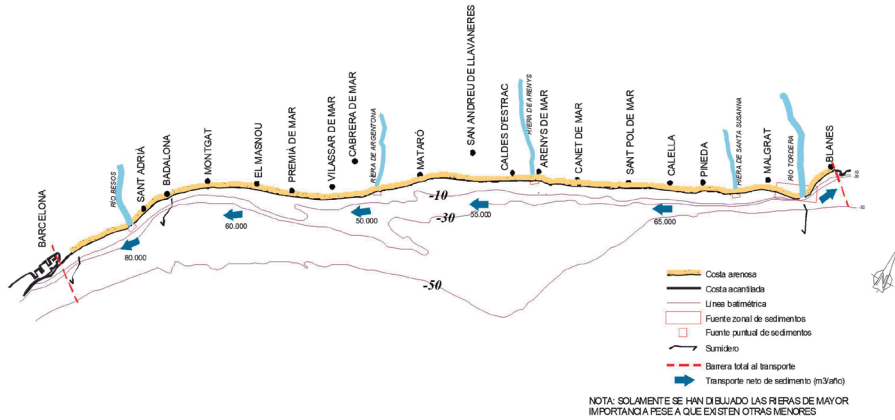 BARCELONA
RÍO BESOS
SANT ADRIÀ
BADALONA
MONTGAT
EL MASNOU
PREMIÀ DE MAR
VILASSAR DE MAR
CABRERA DE MAR
RIERA DE ARGENTONA
MATARÓ
SAN ANDREU DE LLAVANERES
CALDES D'ESTRAC
RIERA DE ARENYS
ARENYS DE MAR
CANET DE MAR
SANT POL DE MAR
CALELLA
PINEDA
RIERA DE SANTA SUSANNA
MALGRAT
RÍO TORDERA
BLANES
-10
-30
-50
80.000
60.000
50.000
55.000
65.000
Costa arenosa
Costa acantilada
Línea batimétrica
Fuente zonal de sedimentos
Fuente puntual de sedimentos
Sumidero
Barrera total al transporte
Transporte neto de sedimento (m3/año)
NOTA: SOLAMENTE SE HAN DIBUJADO LAS RIERAS DE MAYOR
IMPORTANCIA PESE A QUE EXISTEN OTRAS MENORES